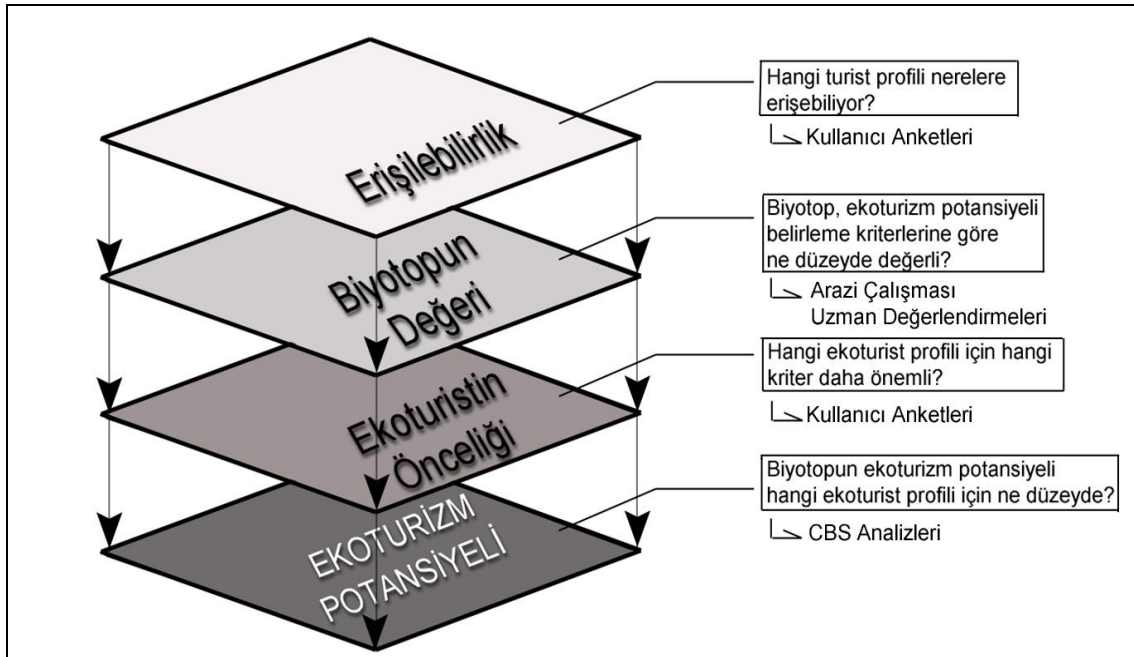 Erişilebilirlik
Hangi turist profili nerelere
erişebiliyor?
Kullanıcı Anketleri
Biyotopun
Değeri
Biyotop, ekoturizm potansiyeli
belirleme kriterlerine göre
ne düzeyde değerli?
Arazi Çalışması
Uzman Değerlendirmeleri
Ekoturistin
Önceliği
Hangi ekoturist profili için hangi
kriter daha önemli?
Kullanıcı Anketleri
EKOTURİZM
POTANSİYELİ
Biyotopun ekoturizm potansiyeli
hangi ekoturist profili için ne düzeyde?
CBS Analizleri